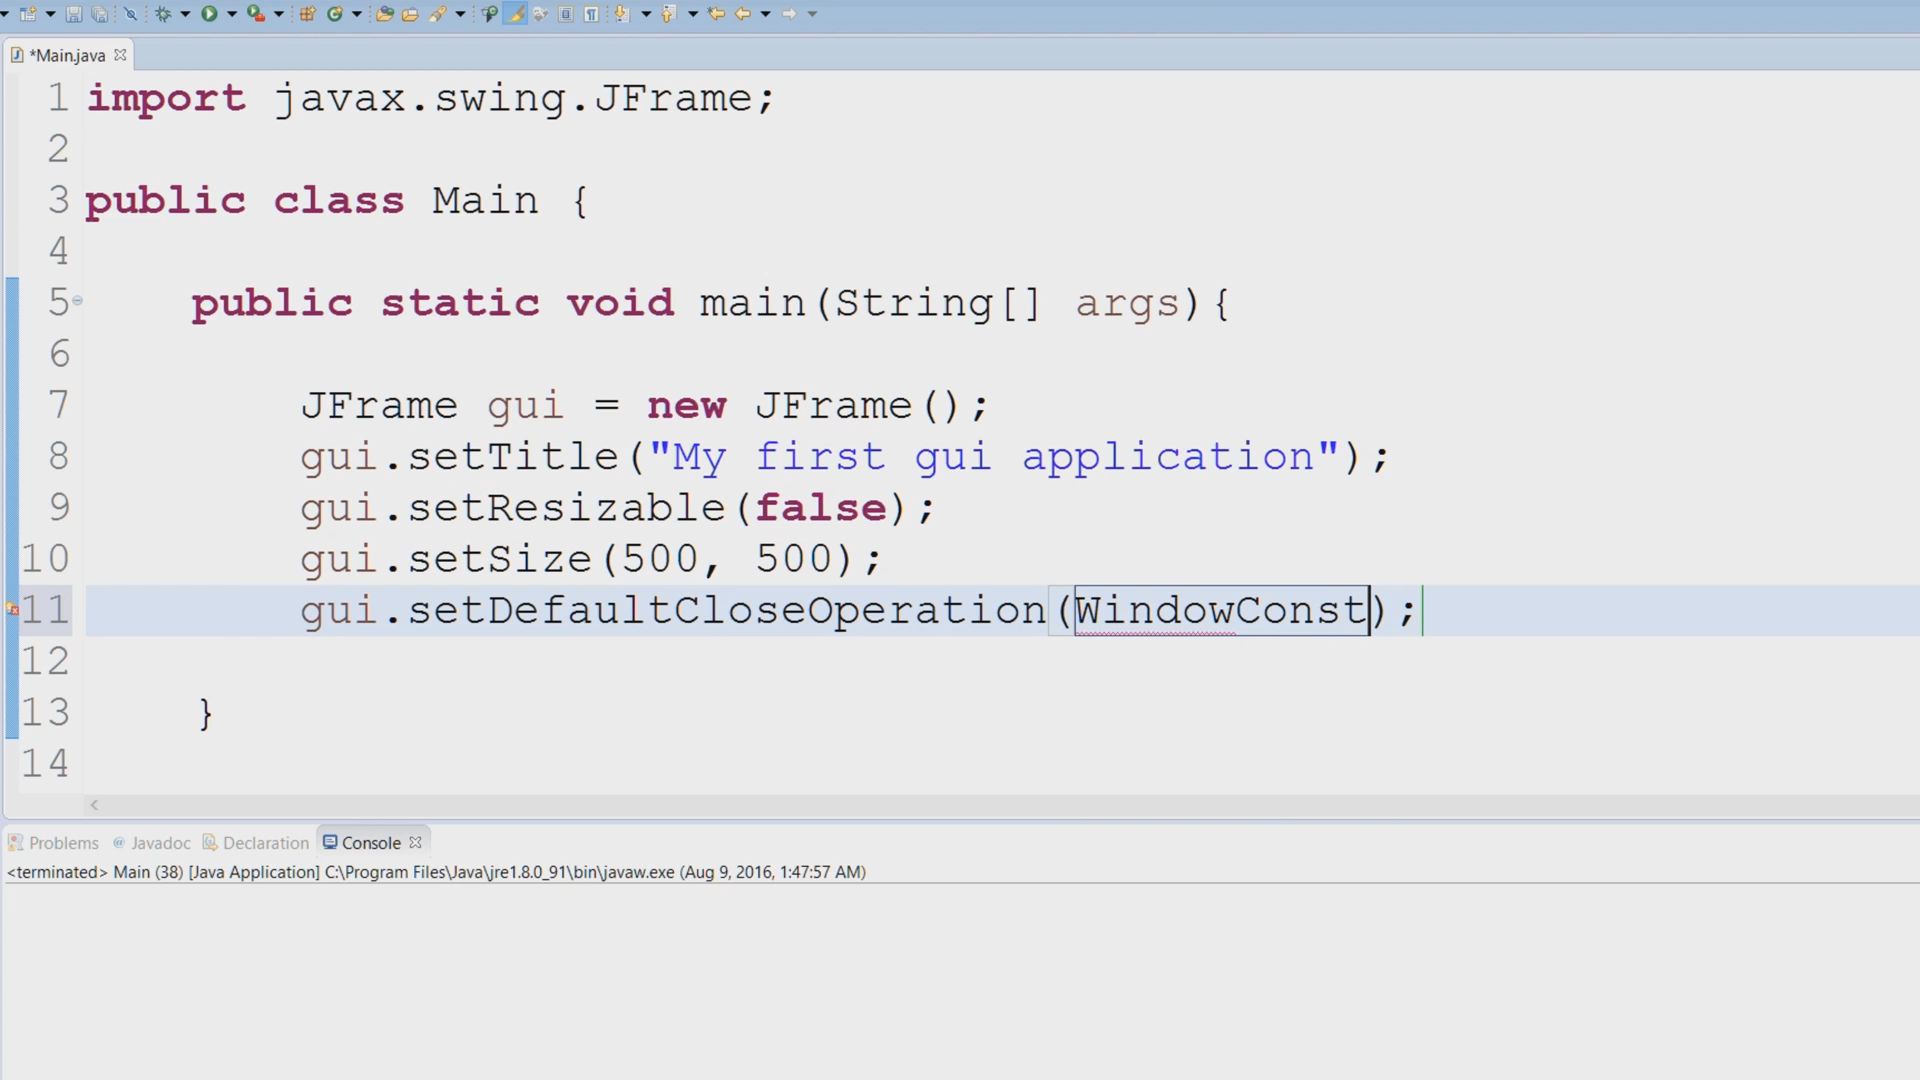 *Main.java
1 import javax.swing.JFrame;
2
3 public class Main {
4
5 public static void main(String[] args){
6
7 JFrame gui = new JFrame();
8 gui.setTitle("My first gui application");
9 gui.setResizable(false);
10 gui.setSize(500, 500);
11 gui.setDefaultCloseOperation(WindowConst);
12
13 }
14
Problems Javadoc Declaration Console
<terminated> Main (38) [Java Application] C:\Program Files\Java\jre1.8.0_91\bin\javaw.exe (Aug 9, 2016, 1:47:57 AM)